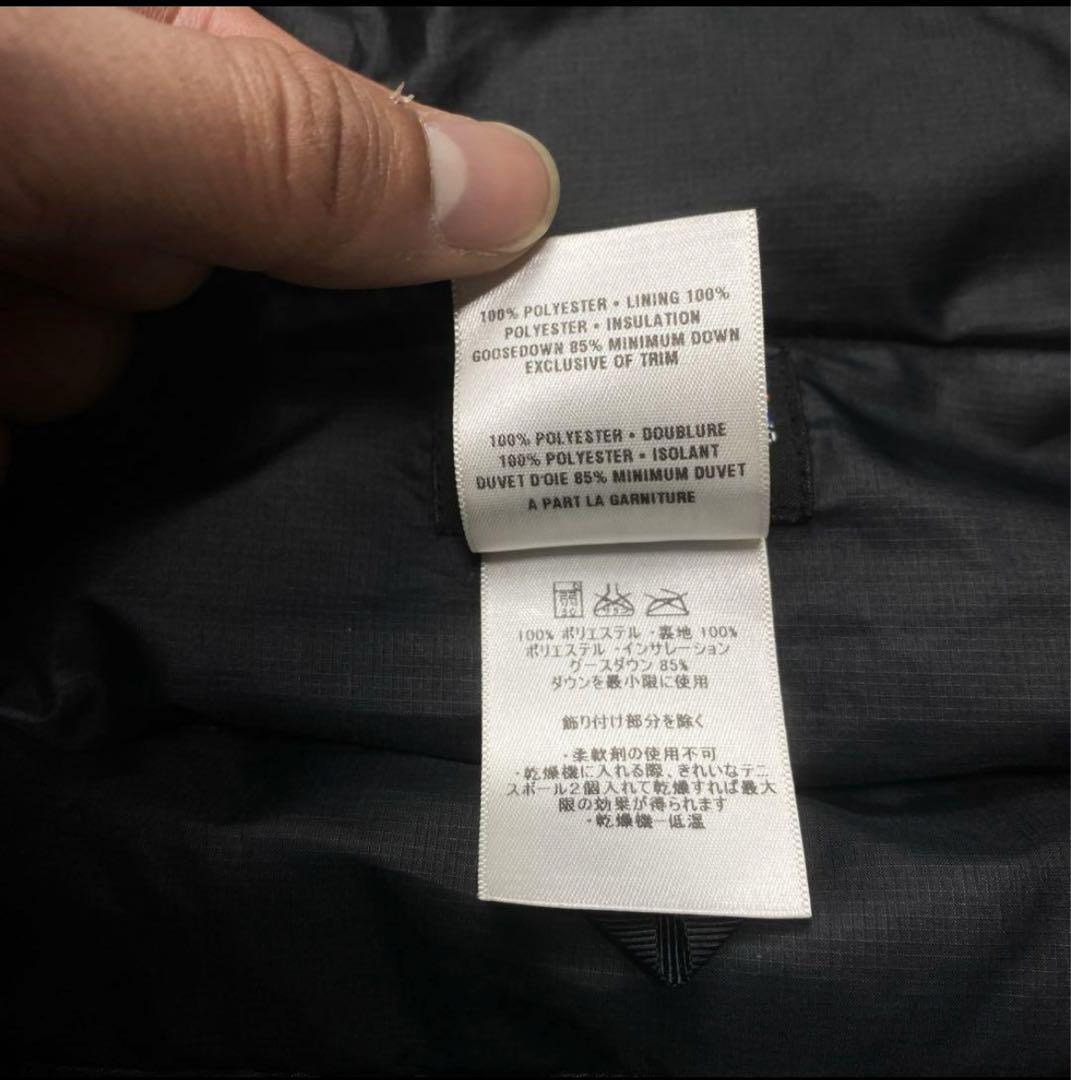 100% POLYESTER • LINING 100%
POLYESTER • INSULATION
GOOSEDOWN 85% MINIMUM DOWN
EXCLUSIVE OF TRIM
100% POLYESTER • DOUBLURE
100% POLYESTER • ISOLANT
DUVET D'OIE 85% MINIMUM DUVET
A PART LA GARNITURE
100% ポリエステル ・裏地 100%
ポリエステル ・インサレーション
グースダウン 85%
ダウンを最小限に使用
飾り付け部分を除く
・柔軟剤の使用不可
・乾燥機に入れる際、きれいなテニ
スボール2個入れて乾燥すれば最大
限の効果が得られます
・乾燥機ー低温